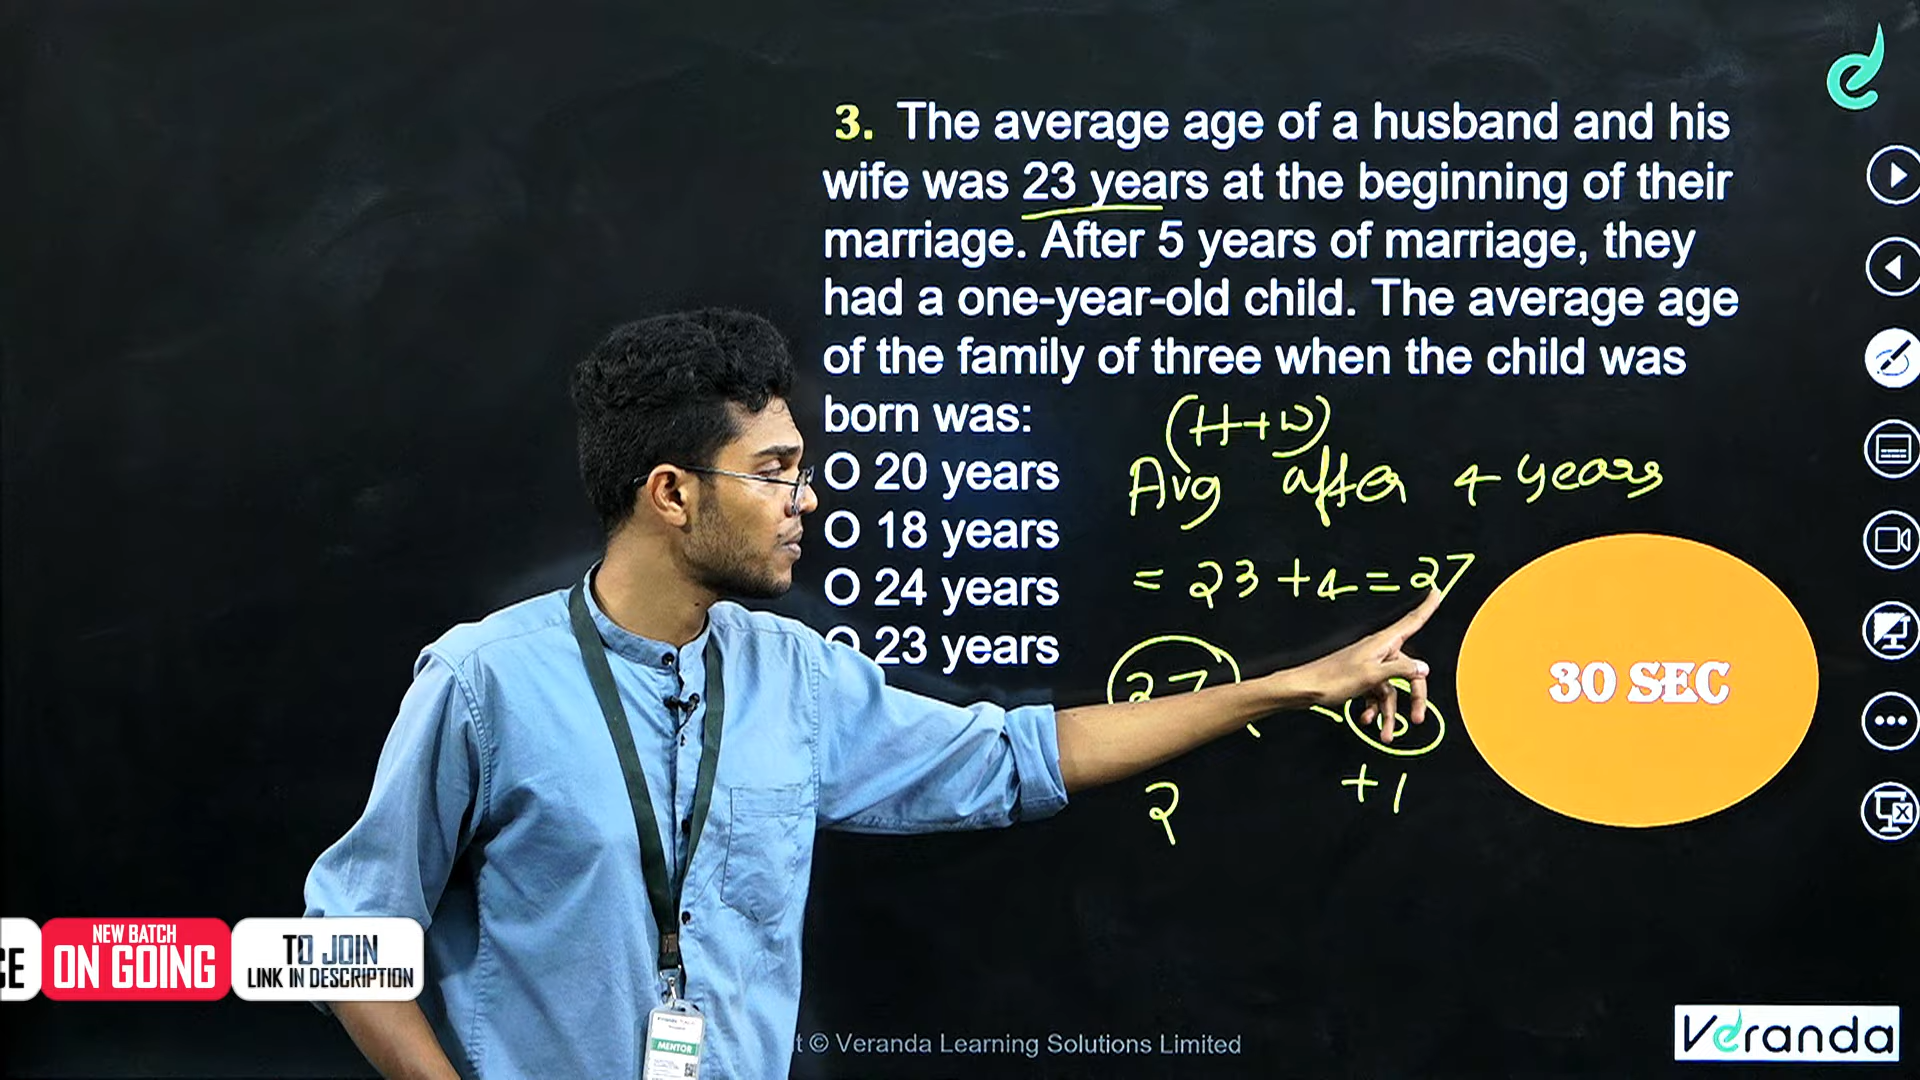 3. The average age of a husband and his
wife was 23 years at the beginning of their
marriage. After 5 years of marriage, they
had a one-year-old child. The average age
of the family of three when the child was
born was:
(H+W)
O 20 years
Avg after 4 years
O 18 years
O 24 years
= 23 + 4 = 27
O 23 years
27
30 SEC
+1
2
NEW BATCH
ON GOING
TO JOIN
LINK IN DESCRIPTION
MENTOR
© Veranda Learning Solutions Limited
Veranda